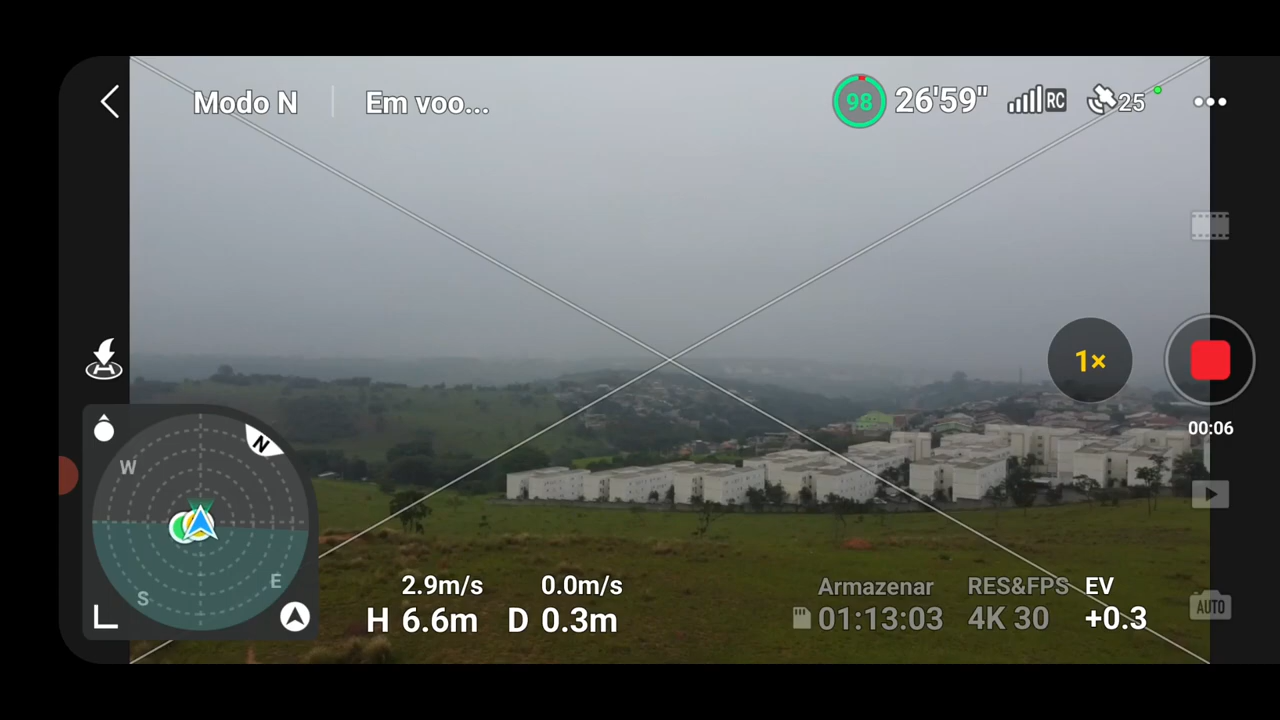 Modo N
Em voo...
98
26'59"
RC
25
1×
00:06
N
W
E
S
2.9m/s
0.0m/s
H 6.6m
D 0.3m
Armazenar
01:13:03
RES&FPS
4K 30
EV
+0.3
AUTO